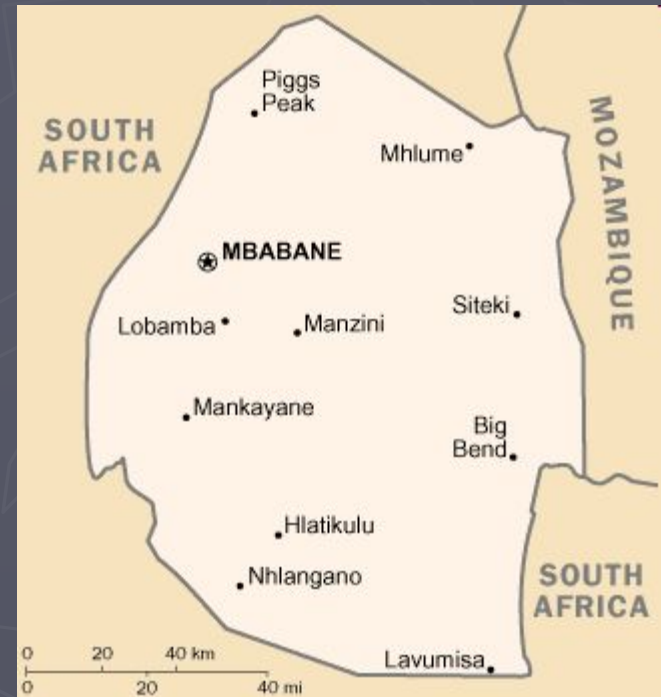 Piggs
Peak
SOUTH
AFRICA
MOZAMBIQUE
Mhlume
MBABANE
Siteki
Lobamba
Manzini
Mankayane
Big
Bend
Hlatikulu
Nhlangano
SOUTH
AFRICA
0 20 40 km
Lavumisa
0 20 40 mi